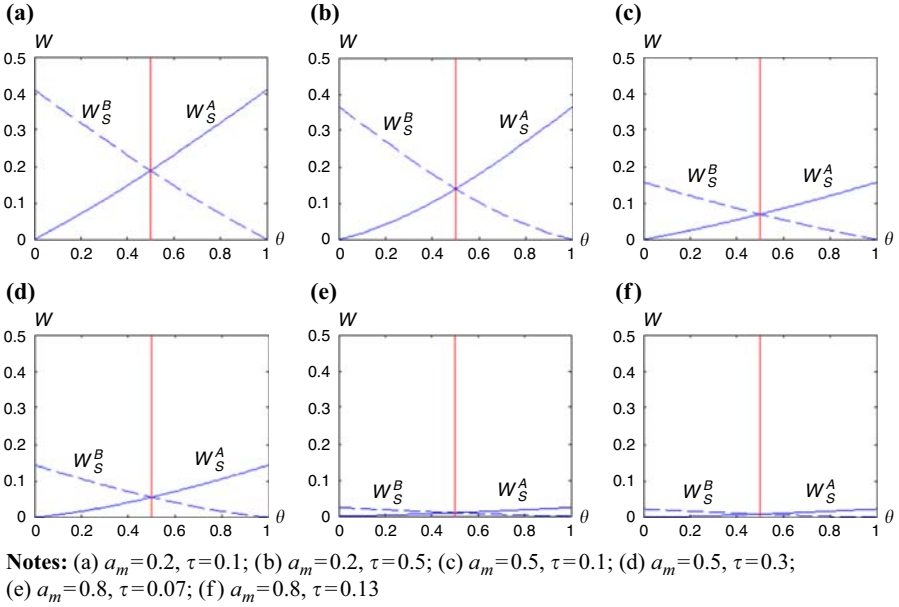 (a)
W
0.5
0.4
0.3
0.2
0.1
0
W_S^B
W_S^A
0 0.2 0.4 0.6 0.8 1
θ
(b)
W
0.5
0.4
0.3
0.2
0.1
0
W_S^B
W_S^A
0 0.2 0.4 0.6 0.8 1
θ
(c)
W
0.5
0.4
0.3
0.2
0.1
0
W_S^B
W_S^A
0 0.2 0.4 0.6 0.8 1
θ
(d)
W
0.5
0.4
0.3
0.2
0.1
0
W_S^B
W_S^A
0 0.2 0.4 0.6 0.8 1
θ
(e)
W
0.5
0.4
0.3
0.2
0.1
0
W_S^B
W_S^A
0 0.2 0.4 0.6 0.8 1
θ
(f)
W
0.5
0.4
0.3
0.2
0.1
0
W_S^B
W_S^A
0 0.2 0.4 0.6 0.8 1
θ
Notes: (a) a_m=0.2, τ=0.1; (b) a_m=0.2, τ=0.5; (c) a_m=0.5, τ=0.1; (d) a_m=0.5, τ=0.3;
(e) a_m=0.8, τ=0.07; (f) a_m=0.8, τ=0.13